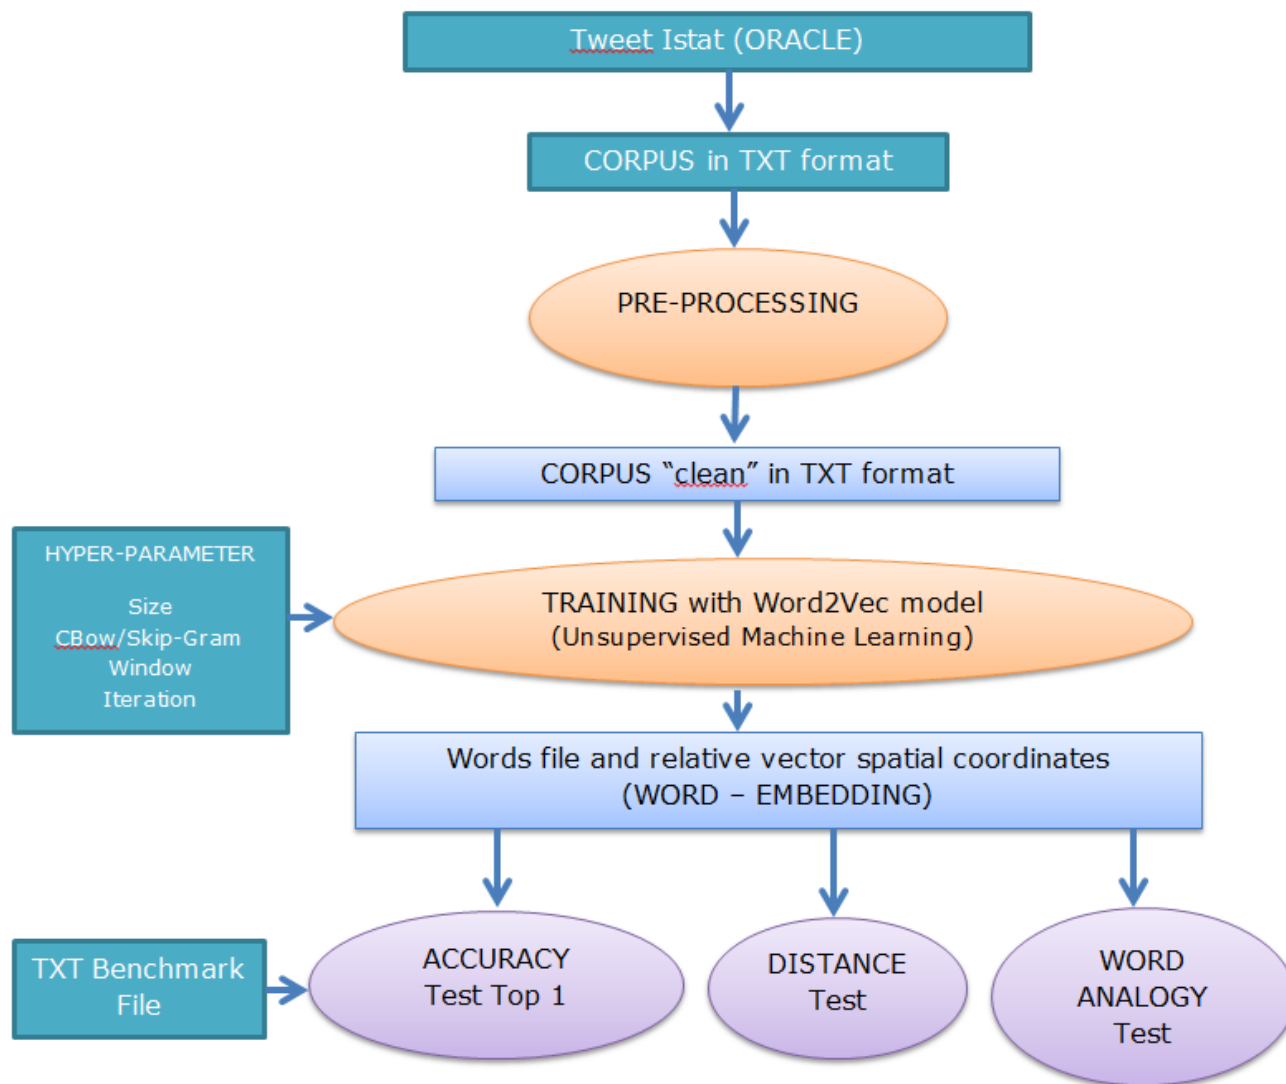 Tweet Istat (ORACLE)
CORPUS in TXT format
PRE-PROCESSING
CORPUS “clean” in TXT format
HYPER-PARAMETER
Size
CBow/Skip-Gram
Window
Iteration
TRAINING with Word2Vec model
(Unsupervised Machine Learning)
Words file and relative vector spatial coordinates
(WORD – EMBEDDING)
TXT Benchmark
File
ACCURACY
Test Top 1
DISTANCE
Test
WORD
ANALOGY
Test